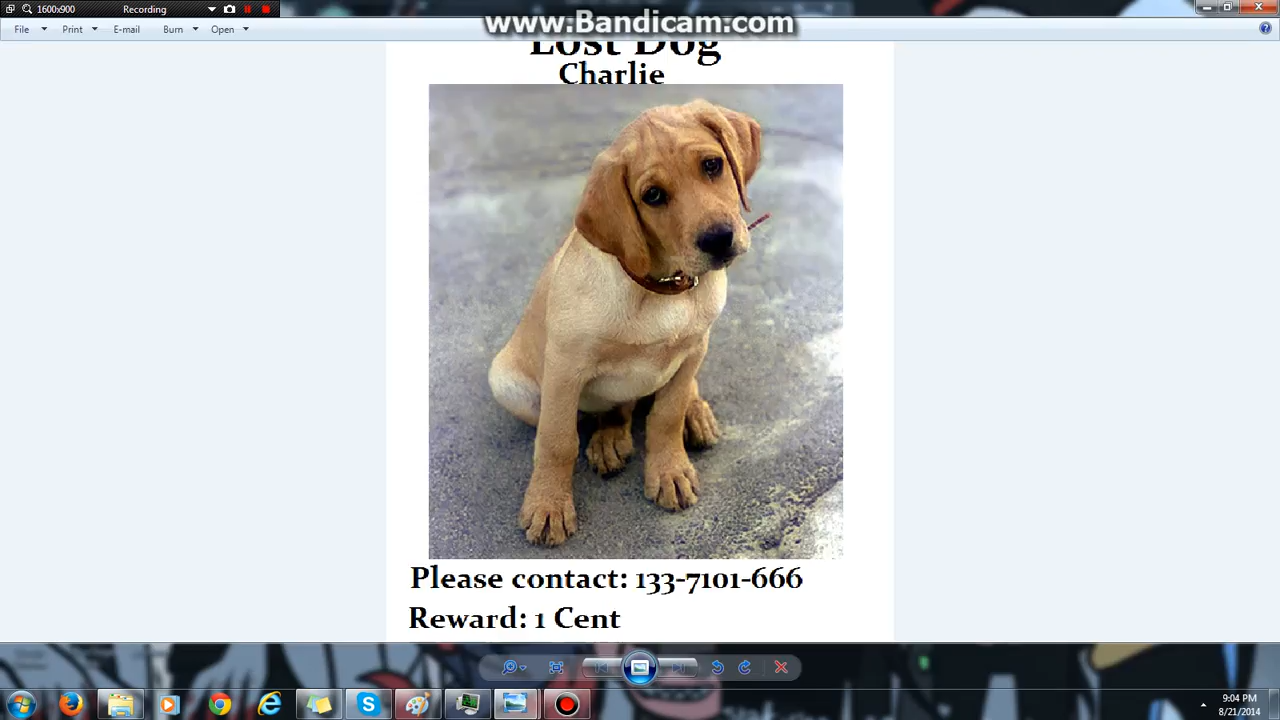 1600x900 Recording
www.Bandicam.com
File Print E-mail Burn Open
Lost Dog
Charlie
Please contact: 133-7101-666
Reward: 1 Cent
9:04 PM
8/21/2014